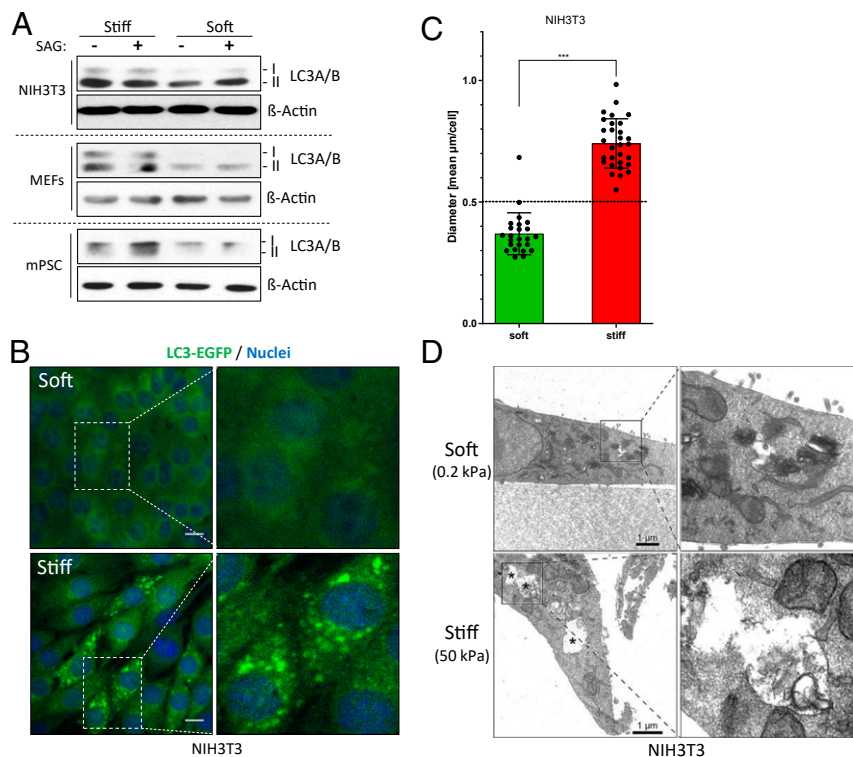 A
Stiff Soft
SAG: - + - +
NIH3T3
- I
- II
LC3A/B
ß-Actin
MEFs
- I
- II
LC3A/B
ß-Actin
mPSC
- I
- II
LC3A/B
ß-Actin
B
LC3-EGFP / Nuclei
Soft
Stiff
NIH3T3
C
NIH3T3
***
Diameter [mean µ/cell]
1.0
0.5
0.0
soft stiff
D
Soft
(0.2 kPa)
1 µm
Stiff
(50 kPa)
* * *
1 µm
NIH3T3